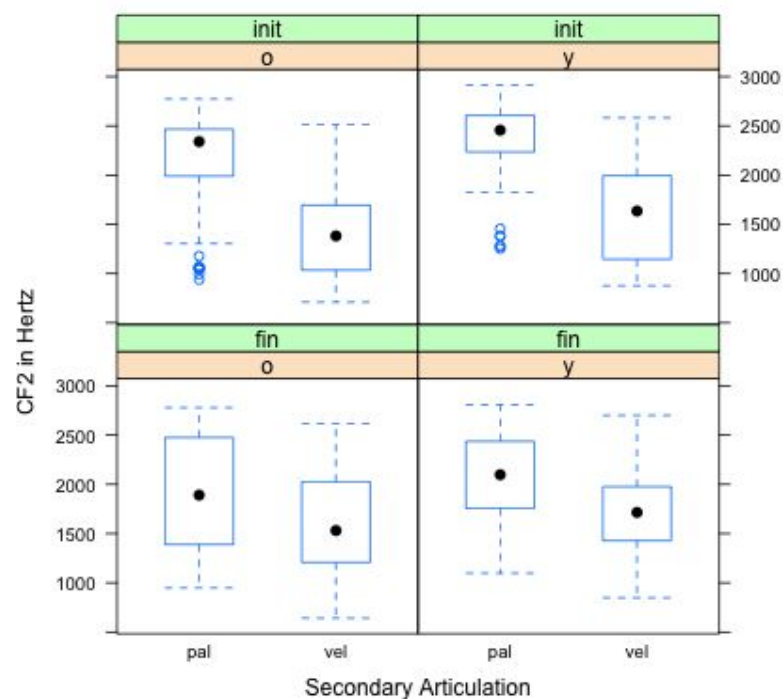 init init
o y
3000
2500
2000
1500
1000
fin fin
o y
3000
2500
2000
1500
1000
CF2 in Hertz
pal vel pal vel
Secondary Articulation